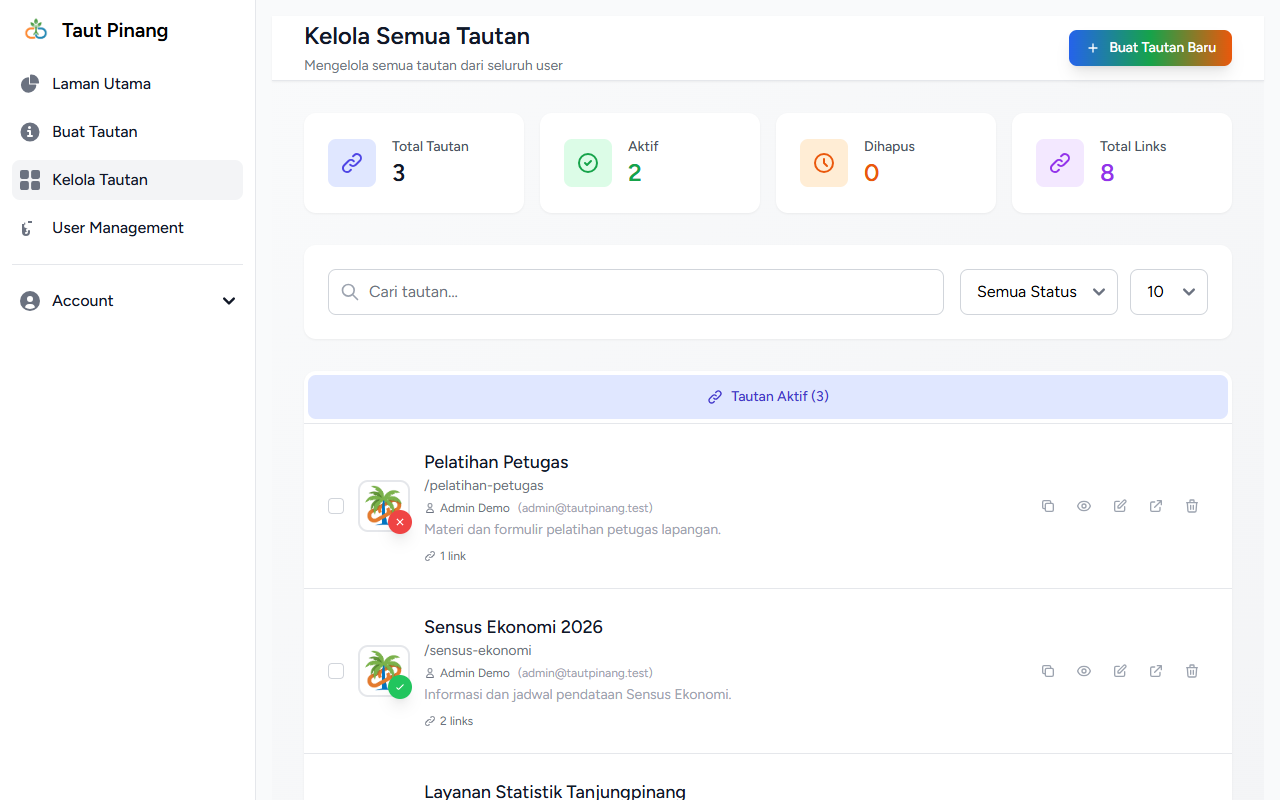 Taut Pinang
Laman Utama
Buat Tautan
Kelola Tautan
User Management
Account
Kelola Semua Tautan
Mengelola semua tautan dari seluruh user
Buat Tautan Baru
Total Tautan
3
Aktif
2
Dihapus
0
Total Links
8
Cari tautan...
Semua Status
10
Tautan Aktif (3)
Pelatihan Petugas
/pelatihan-petugas
Admin Demo (admin@tautpinang.test)
Materi dan formulir pelatihan petugas lapangan.
1 link
Sensus Ekonomi 2026
/sensus-ekonomi
Admin Demo (admin@tautpinang.test)
Informasi dan jadwal pendataan Sensus Ekonomi.
2 links
Layanan Statistik Tanjungpinang